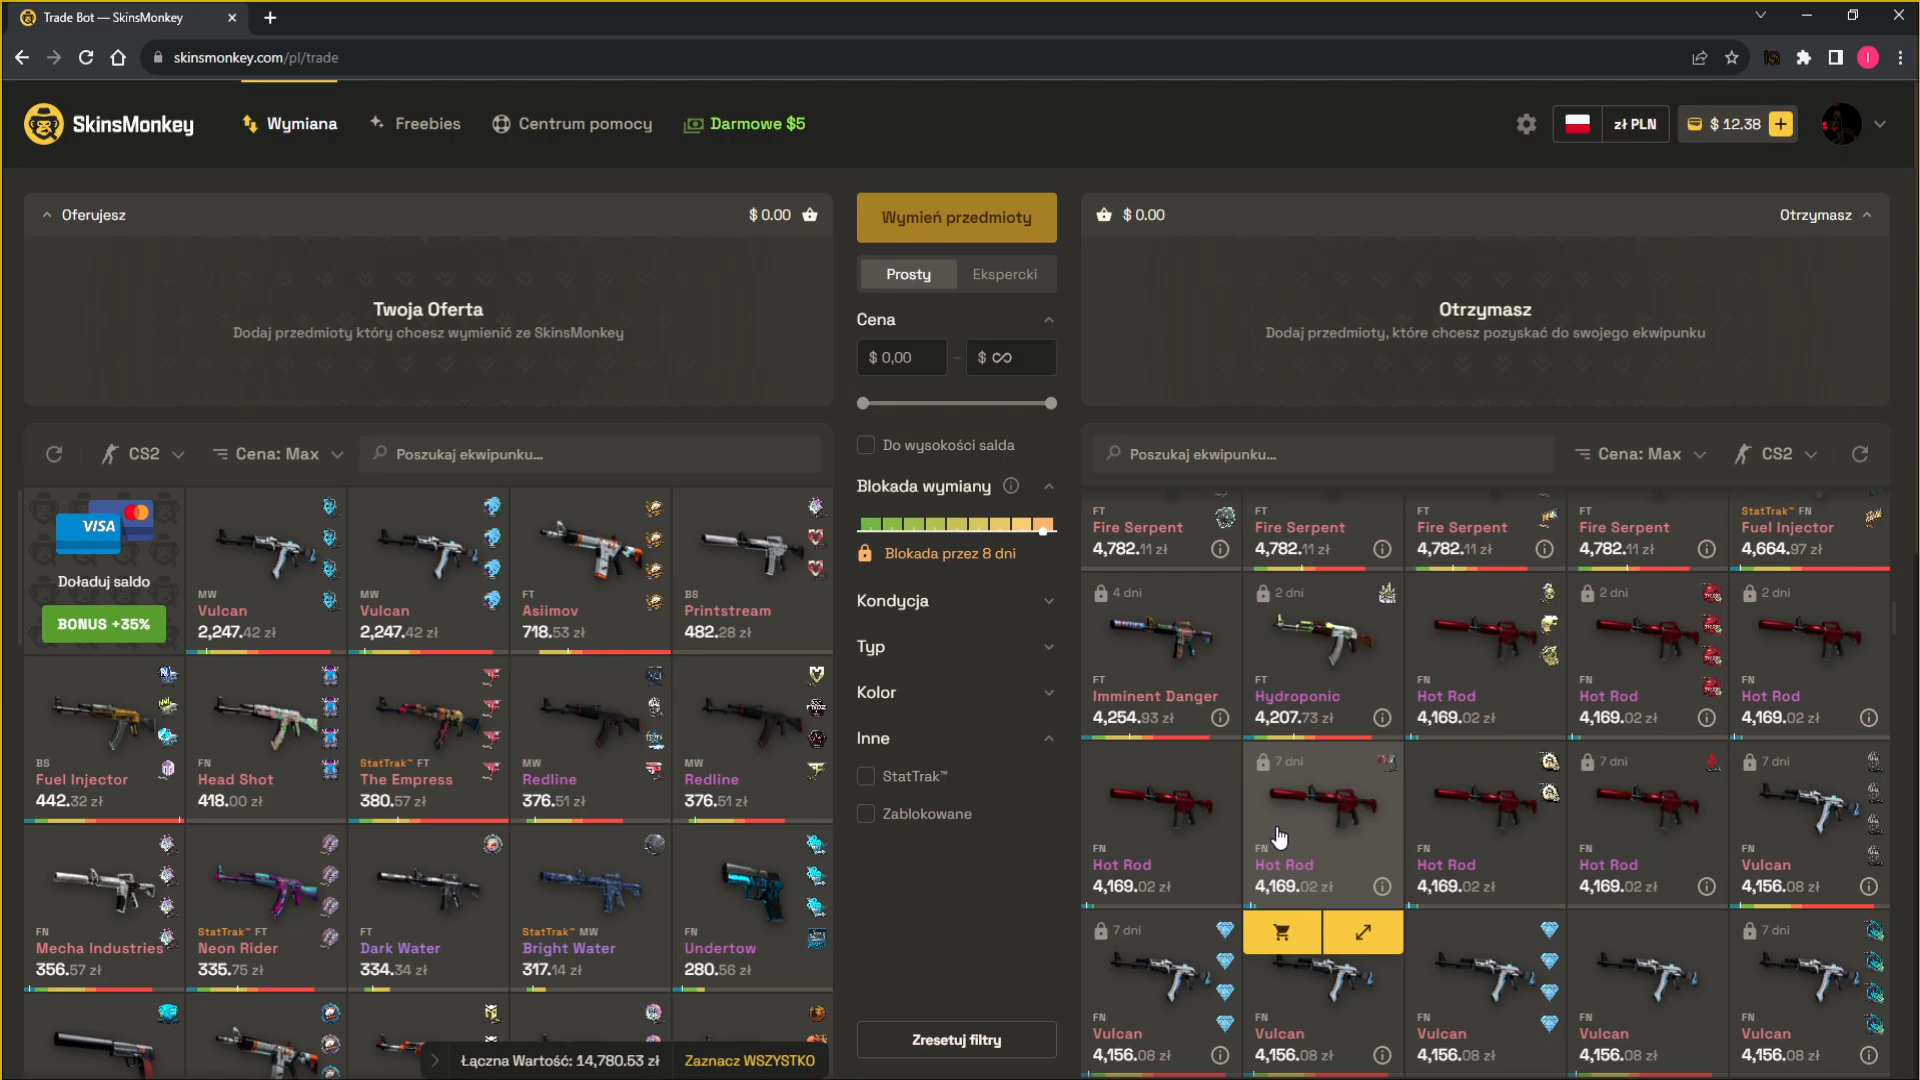 Trade Bot — SkinsMonkey
skinsmonkey.com/pl/trade
SkinsMonkey
Wymiana
Freebies
Centrum pomocy
Darmowe $5
zł PLN
$ 12.38
Oferujesz
$ 0.00
Wymień przedmioty
$ 0.00
Otrzymasz
Prosty
Ekspercki
Twoja Oferta
Dodaj przedmioty który chcesz wymienić ze SkinsMonkey
Otrzymasz
Dodaj przedmioty, które chcesz pozyskać do swojego ekwipunku
Cena
$ 0,00
-
$ ∞
Do wysokości salda
Blokada wymiany
Blokada przez 8 dni
Kondycja
Typ
Kolor
Inne
StatTrak™
Zablokowane
Zresetuj filtry
CS2
Cena: Max
Poszukaj ekwipunku...
VISA
Doładuj saldo
BONUS +35%
MW
Vulcan
2,247.42 zł
MW
Vulcan
2,247.42 zł
FT
Asiimov
718.53 zł
BS
Printstream
482.28 zł
BS
Fuel Injector
442.32 zł
FN
Head Shot
418.00 zł
StatTrak™ FT
The Empress
380.57 zł
MW
Redline
376.51 zł
MW
Redline
376.51 zł
FN
Mecha Industries
356.57 zł
StatTrak™ FT
Neon Rider
335.75 zł
FT
Dark Water
334.34 zł
StatTrak™ MW
Bright Water
317.14 zł
FN
Undertow
280.56 zł
Łączna Wartość: 14,780.53 zł
Zaznacz WSZYSTKO
Poszukaj ekwipunku...
Cena: Max
CS2
FT
Fire Serpent
4,782.11 zł
FT
Fire Serpent
4,782.11 zł
FT
Fire Serpent
4,782.11 zł
FT
Fire Serpent
4,782.11 zł
StatTrak™ FN
Fuel Injector
4,664.97 zł
4 dni
FT
Imminent Danger
4,254.93 zł
2 dni
FT
Hydroponic
4,207.73 zł
FN
Hot Rod
4,169.02 zł
2 dni
FN
Hot Rod
4,169.02 zł
2 dni
FN
Hot Rod
4,169.02 zł
FN
Hot Rod
4,169.02 zł
7 dni
FN
Hot Rod
4,169.02 zł
FN
Hot Rod
4,169.02 zł
7 dni
FN
Hot Rod
4,169.02 zł
7 dni
FN
Vulcan
4,156.08 zł
7 dni
FN
Vulcan
4,156.08 zł
FN
Vulcan
4,156.08 zł
FN
Vulcan
4,156.08 zł
FN
Vulcan
4,156.08 zł
7 dni
FN
Vulcan
4,156.08 zł